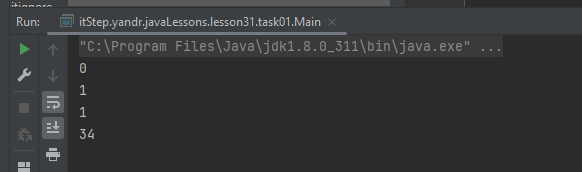 itignore
Run: itStep.yandr.javaLessons.lesson31.task01.Main ×
"C:\Program Files\Java\jdk1.8.0_311\bin\java.exe" ...
0
1
1
34